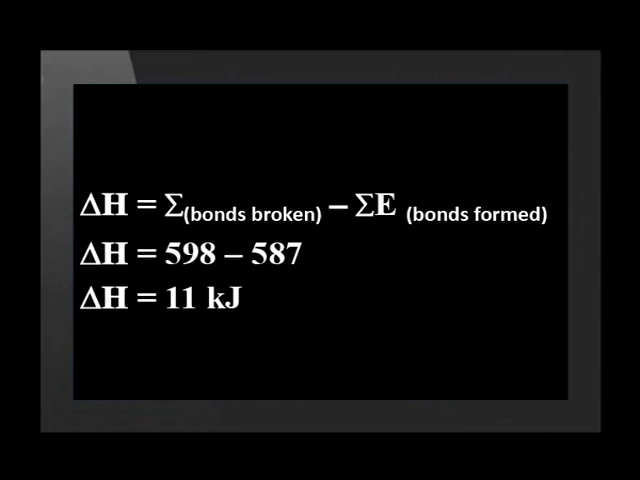 ΔH = Σ(bonds broken) – ΣE (bonds formed)
ΔH = 598 – 587
ΔH = 11 kJ